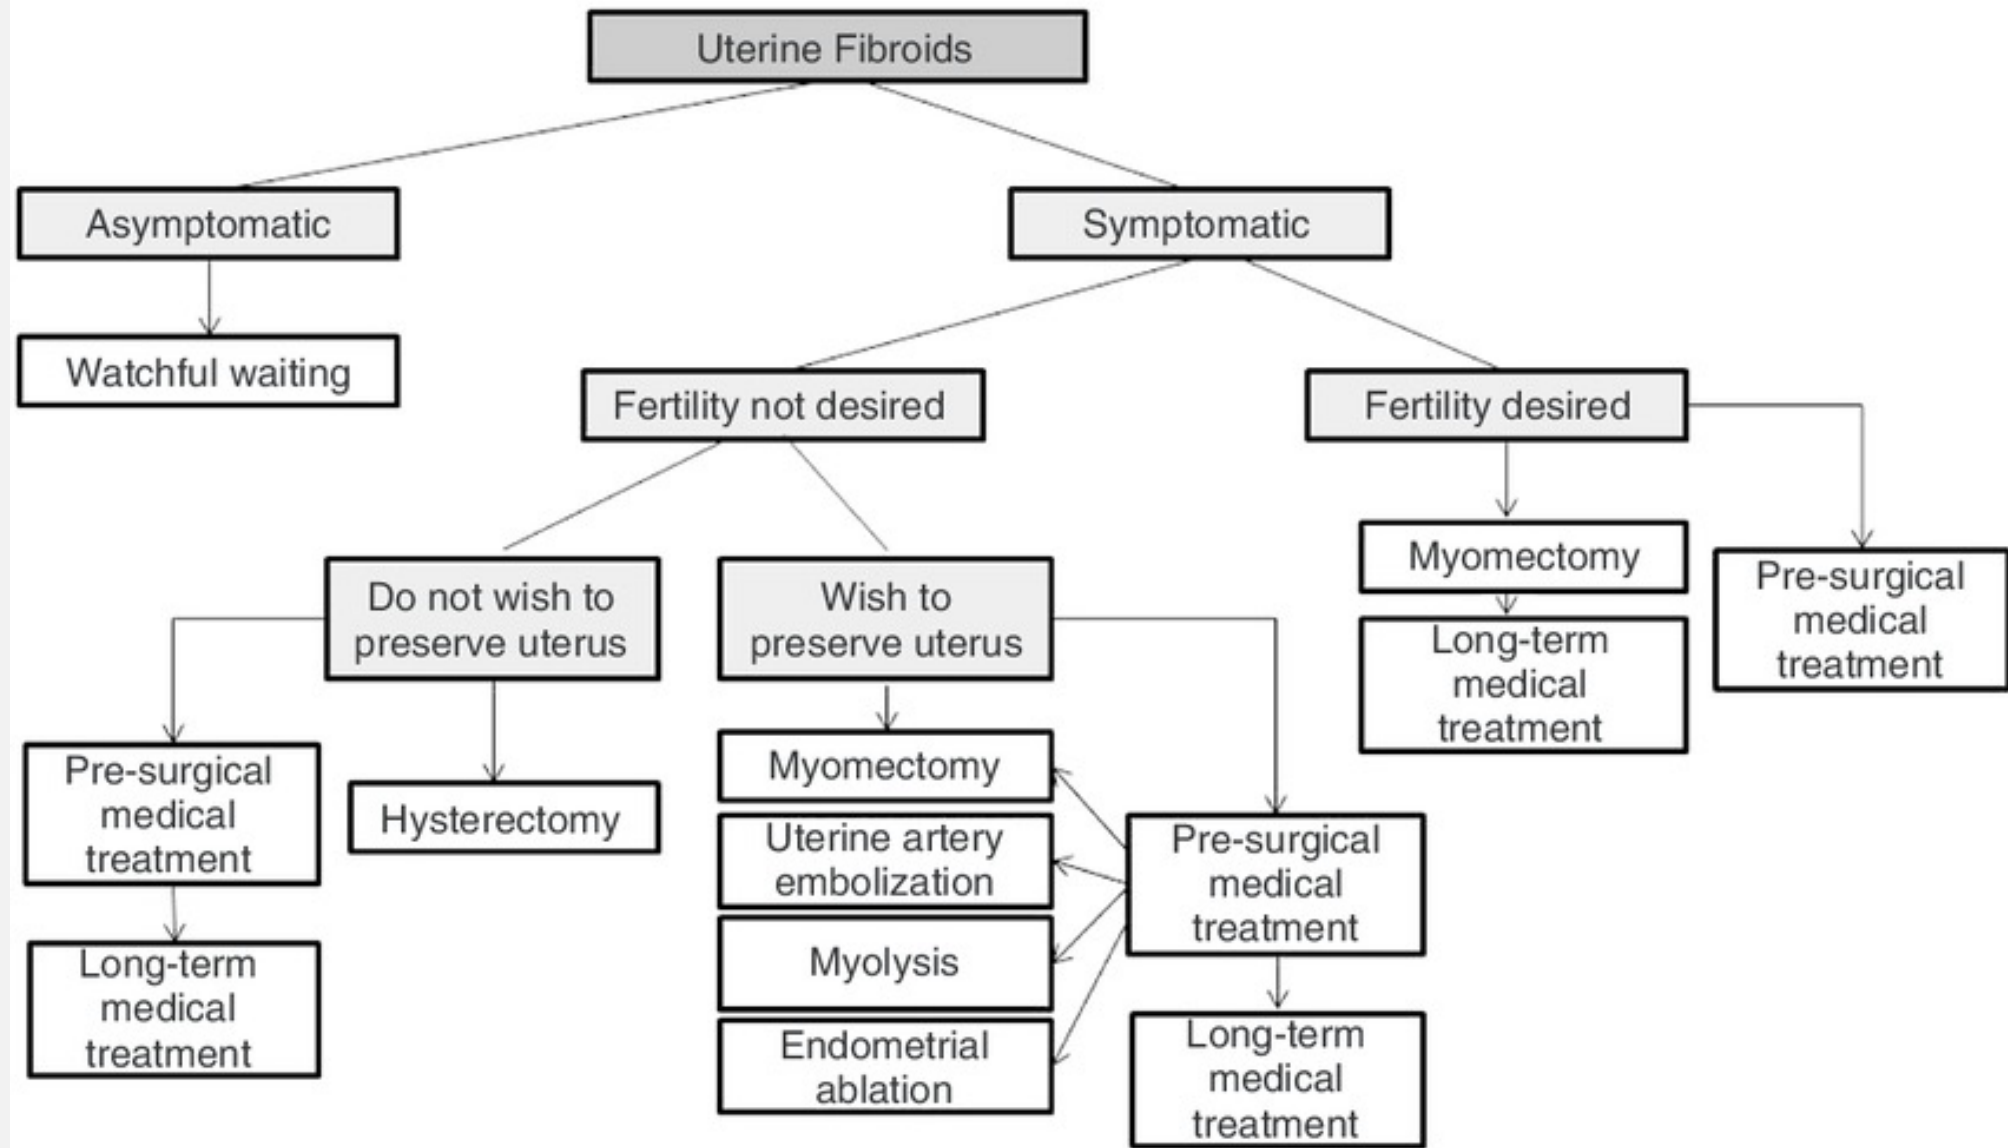 Uterine Fibroids
Asymptomatic
Symptomatic
Watchful waiting
Fertility not desired
Fertility desired
Do not wish to
preserve uterus
Wish to
preserve uterus
Myomectomy
Long-term
medical
treatment
Pre-surgical
medical
treatment
Pre-surgical
medical
treatment
Long-term
medical
treatment
Hysterectomy
Myomectomy
Uterine artery
embolization
Myolysis
Endometrial
ablation
Pre-surgical
medical
treatment
Long-term
medical
treatment